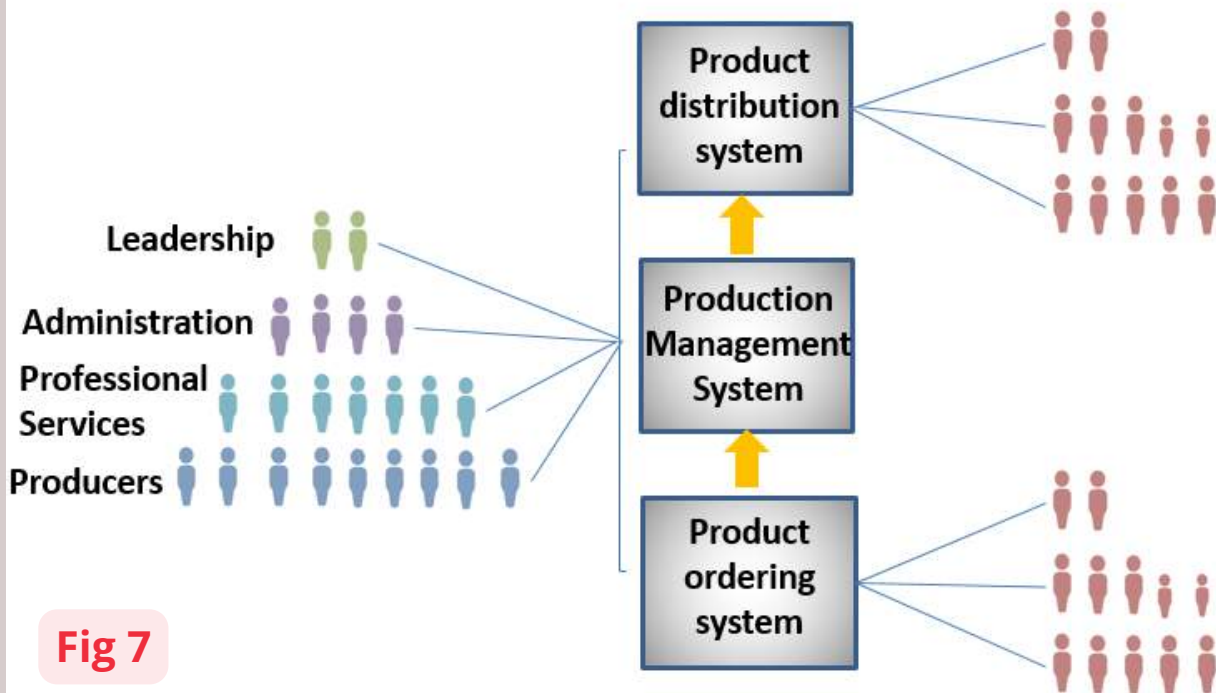 Product
distribution
system
Leadership
Administration
Professional
Services
Producers
Production
Management
System
Product
ordering
system
Fig 7